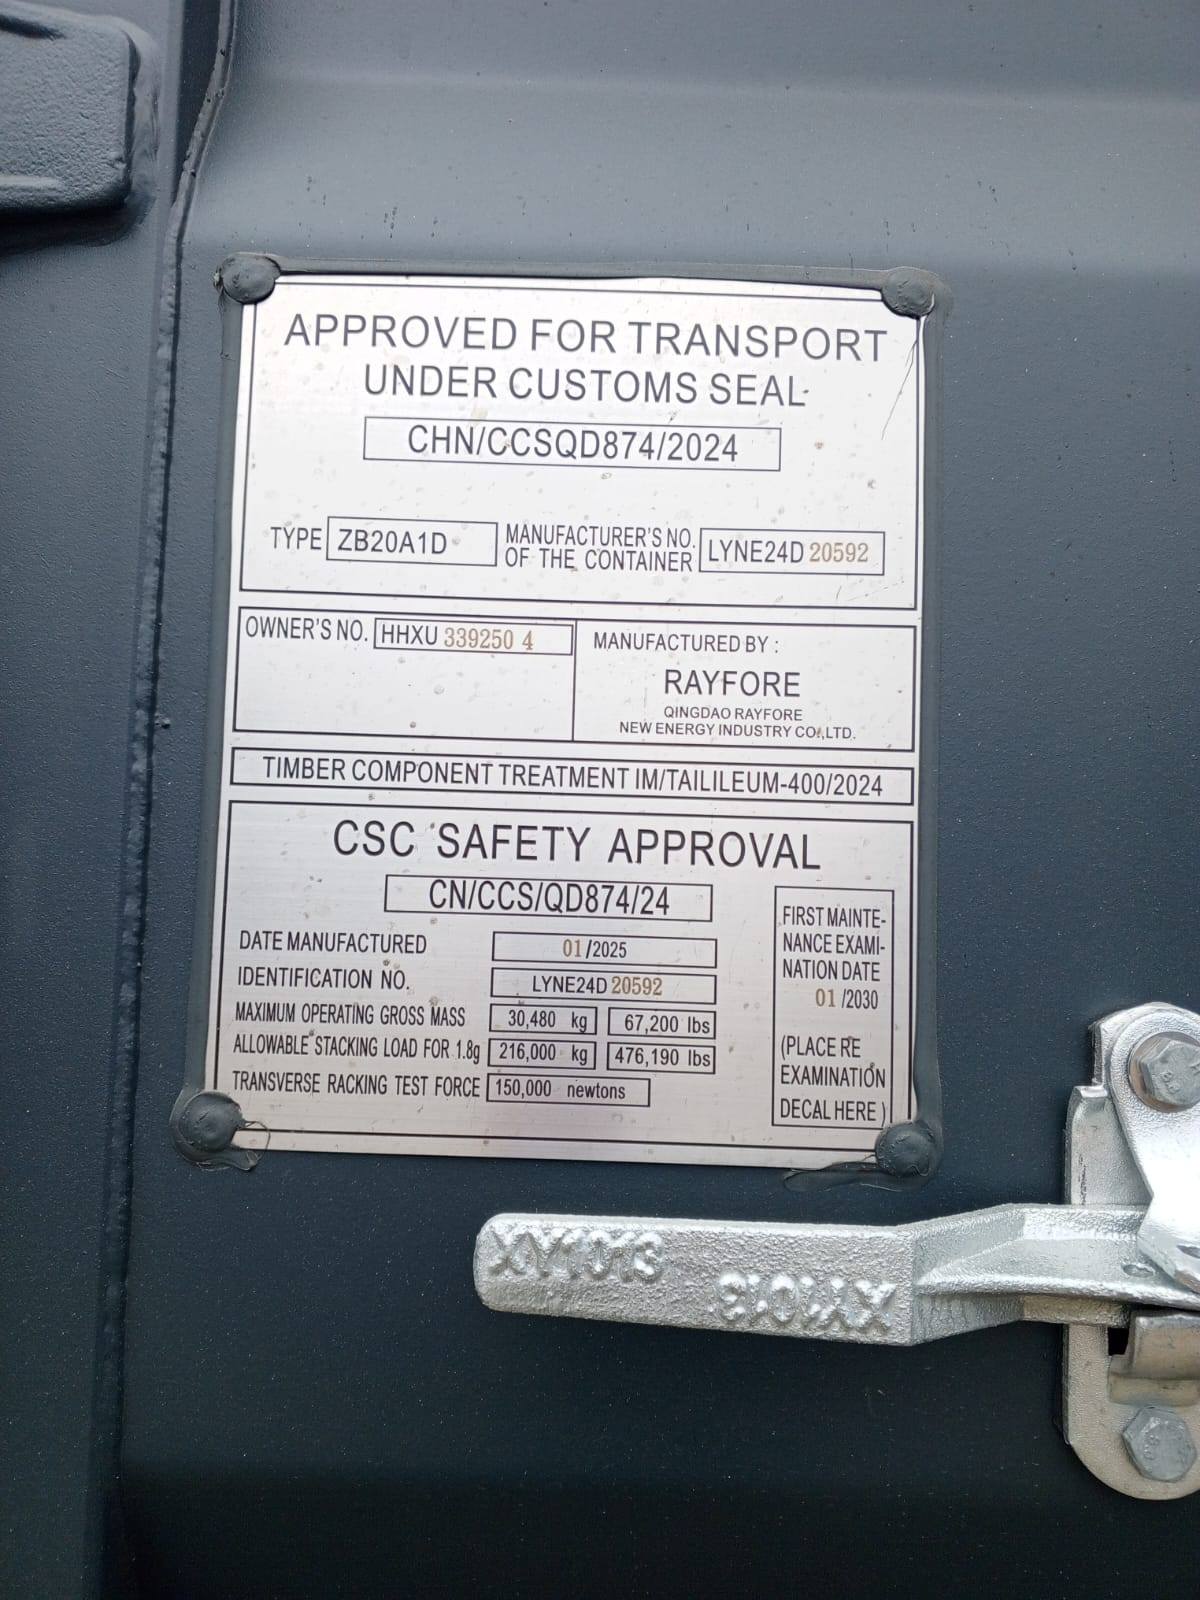 APPROVED FOR TRANSPORT
UNDER CUSTOMS SEAL
CHN/CCSQD874/2024
TYPE ZB20A1D MANUFACTURER'S NO. OF THE CONTAINER LYNE24D 20592
OWNER'S NO. HHXU 339250 4
MANUFACTURED BY :
RAYFORE
QINGDAO RAYFORE
NEW ENERGY INDUSTRY CO.,LTD.
TIMBER COMPONENT TREATMENT IM/TAILILEUM-400/2024
CSC SAFETY APPROVAL
CN/CCS/QD874/24
DATE MANUFACTURED 01/2025
IDENTIFICATION NO. LYNE24D 20592
MAXIMUM OPERATING GROSS MASS 30,480 kg 67,200 lbs
ALLOWABLE STACKING LOAD FOR 1.8g 216,000 kg 476,190 lbs
TRANSVERSE RACKING TEST FORCE 150,000 newtons
FIRST MAINTE-
NANCE EXAMI-
NATION DATE
01 /2030
(PLACE RE
EXAMINATION
DECAL HERE )
XY1013
XY1013